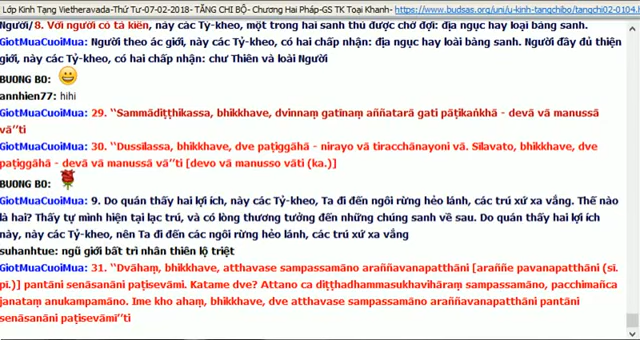 Lớp Kinh Tạng Vietheravada-Thứ Tư-07-02-2018- TĂNG CHI BỘ- Chương Hai Pháp-GS TK Toại Khanh- https://www.budsas.org/uni/u-kinh-tangchibo/tangchi02-0104.h
Người/8. Với người có tà kiến, này các Tỷ-kheo, một trong hai sanh thú được chờ đợi: địa ngục hay loại bàng sanh.
GiotMuaCuoiMua: Người theo ác giới, này các Tỷ-kheo, có hai chấp nhận: địa ngục hay loài bàng sanh. Người đầy đủ thiện
giới, này các Tỷ-kheo, có hai chấp nhận: chư Thiên và loài Người
BUONG BO:
annhien77: hihi
GiotMuaCuoiMua: 29. ‘‘Sammādiṭṭhikassa, bhikkhave, dvinnaṃ gatīnaṃ aññatarā gati pāṭikaṅkhā - devā vā manussā
vā’’ti
GiotMuaCuoiMua: 30. ‘‘Dussīlassa, bhikkhave, dve paṭiggāhā - nirayo vā tiracchānayoni vā. Sīlavato, bhikkhave, dve
paṭiggāhā - devā vā manussā vā’’ti [devo vā manusso vāti (ka.)]
BUONG BO:
GiotMuaCuoiMua: 9. Do quán thấy hai lợi ích, này các Tỷ-kheo, Ta đi đến ngôi rừng hẻo lánh, các trú xứ xa vắng. Thế nào
là hai? Thấy tự mình hiện tại lạc trú, và có lòng thương tưởng đến những chúng sanh về sau. Do quán thấy hai lợi ích
này, này các Tỷ-kheo, nên Ta đi đến các ngôi rừng hẻo lánh, các trú xứ xa vắng
suhanhtue: ngũ giới bất trì nhân thiên lộ triệt
GiotMuaCuoiMua: 31. ‘‘Dvāhaṃ, bhikkhave, atthavase sampassamāno araññavanapatthāni [araññe pavanapatthāni (sī.
pī.)] pantāni senāsanāni paṭisevāmi. Katame dve? Attano ca diṭṭhadhammasukhavihāraṃ sampassamāno, pacchimañca
janataṃ anukampamāno. Ime kho ahaṃ, bhikkhave, dve atthavase sampassamāno araññavanapatthāni pantāni
senāsanāni paṭisevāmī’’ti